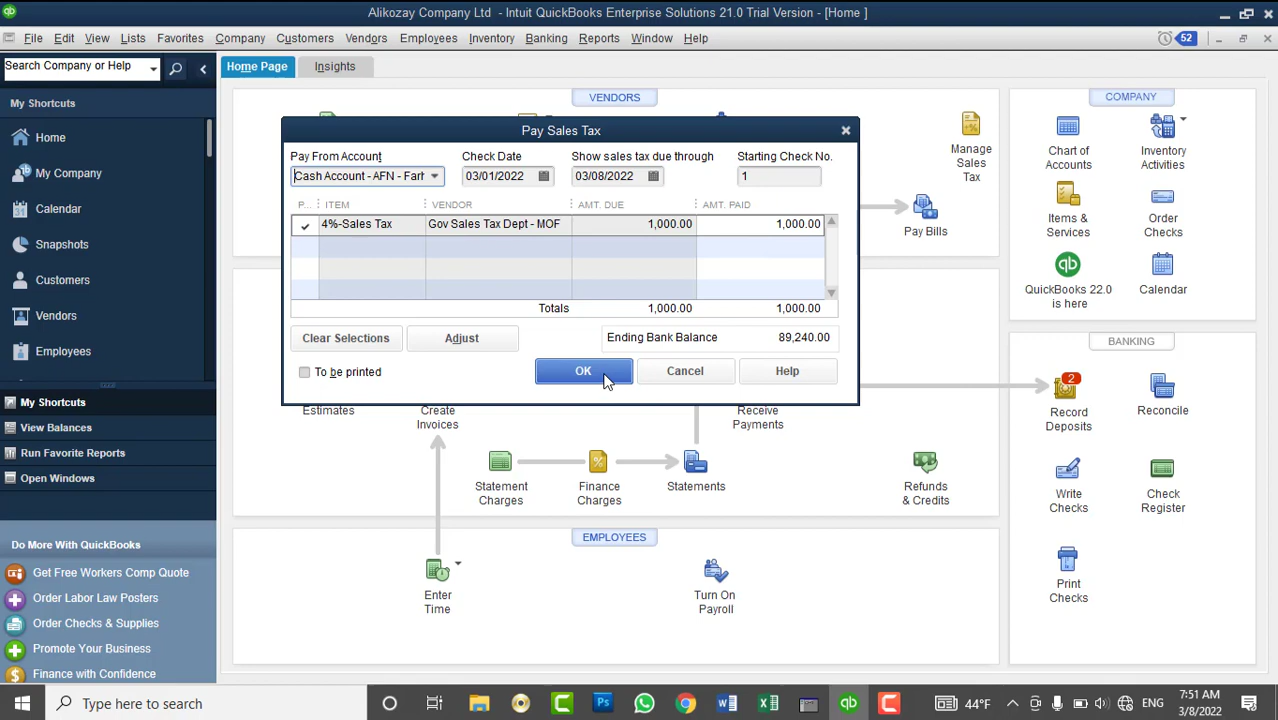 Alikozay Company Ltd - Intuit QuickBooks Enterprise Solutions 21.0 Trial Version - [Home ]
File Edit View Lists Favorites Company Customers Vendors Employees Inventory Banking Reports Window Help 52
Search Company or Help
Home Page Insights
My Shortcuts
Home
My Company
Calendar
Snapshots
Customers
Vendors
Employees
My Shortcuts
View Balances
Run Favorite Reports
Open Windows
Do More With QuickBooks
Get Free Workers Comp Quote
Order Labor Law Posters
Order Checks & Supplies
Promote Your Business
Finance with Confidence
VENDORS
Manage
Sales
Tax
Pay Bills
Pay Sales Tax
Pay From Account Check Date Show sales tax due through Starting Check No.
Cash Account - AFN - Farh 03/01/2022 03/08/2022 1
P... ITEM VENDOR AMT. DUE AMT. PAID
4%-Sales Tax Gov Sales Tax Dept - MOF 1,000.00 1,000.00
Totals 1,000.00 1,000.00
Clear Selections Adjust Ending Bank Balance 89,240.00
To be printed OK Cancel Help
Estimates
Create
Invoices
Receive
Payments
Statement
Charges
Finance
Charges
Statements
Refunds
& Credits
EMPLOYEES
Enter
Time
Turn On
Payroll
COMPANY
Chart of
Accounts
Inventory
Activities
Items &
Services
Order
Checks
QuickBooks 22.0
is here
Calendar
BANKING
2
Record
Deposits
Reconcile
Write
Checks
Check
Register
Print
Checks
Type here to search 44°F ENG 7:51 AM
3/8/2022